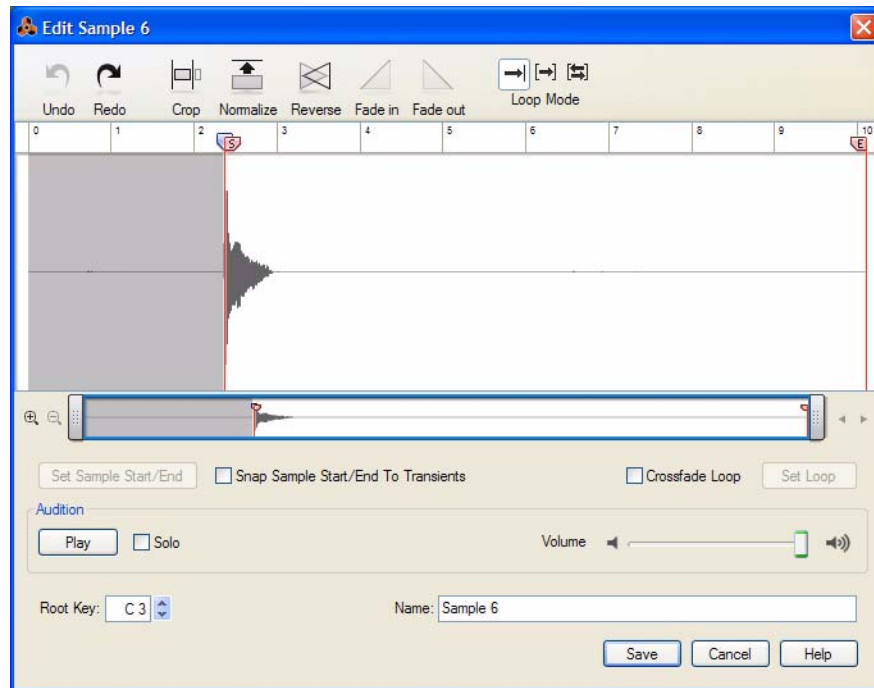 Edit Sample 6
Undo Redo Crop Normalize Reverse Fade in Fade out Loop Mode
0 1 2 3 4 5 6 7 8 9 10
S E
Set Sample Start/End Snap Sample Start/End To Transients Crossfade Loop Set Loop
Audition
Play Solo Volume
Root Key: C 3 Name: Sample 6
Save Cancel Help